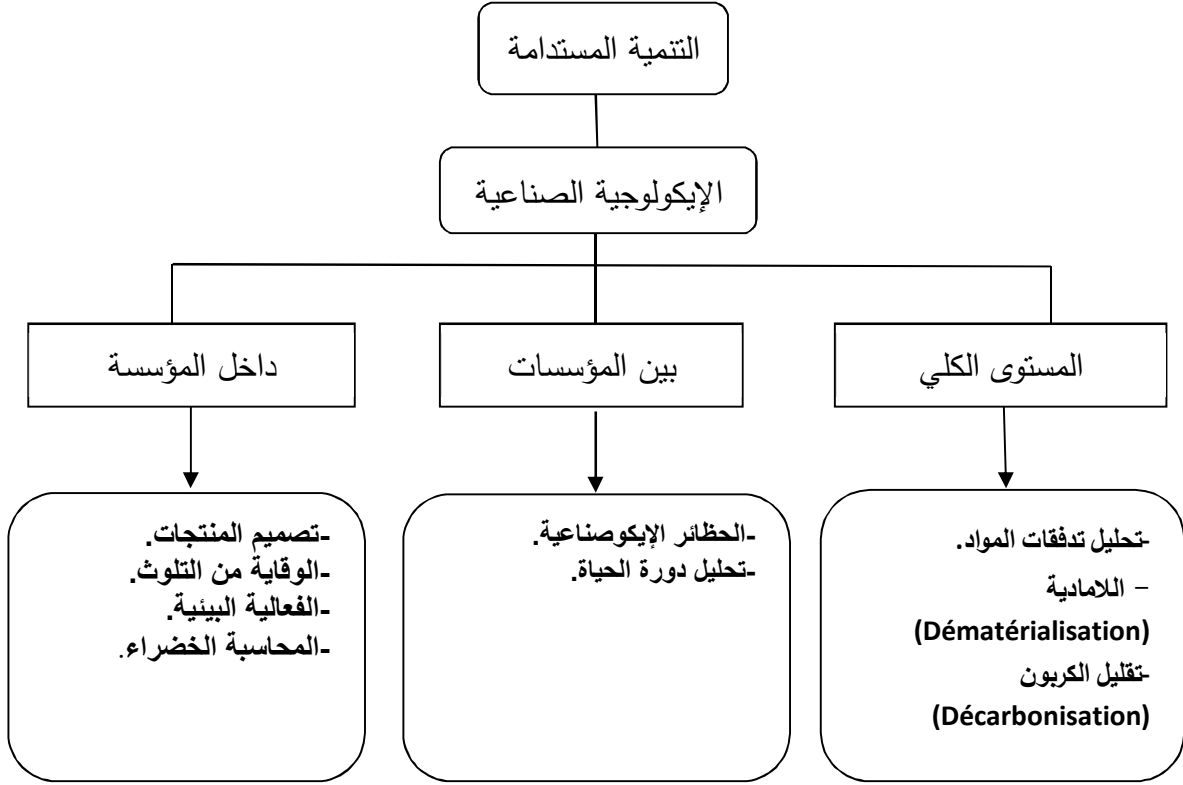 التنمية المستدامة
الإيكولوجية الصناعية
المستوى الكلي
بين المؤسسات
داخل المؤسسة
-تحليل تدفقات المواد.
– اللامادية
(Dématérialisation)
-تقليل الكربون
(Décarbonisation)
-الحظائر الإيكوصناعية.
-تحليل دورة الحياة.
-تصميم المنتجات.
-الوقاية من التلوث.
-الفعالية البيئية.
-المحاسبة الخضراء.